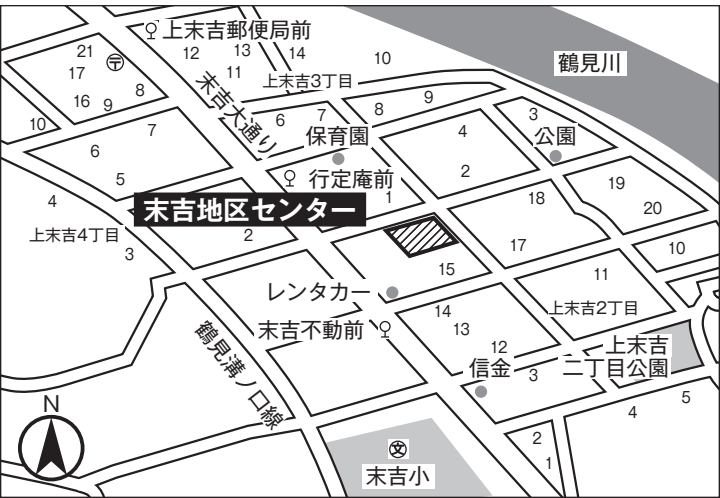 上末吉郵便局前
鶴見川
21
17
〒
16
9
8
10
12
13
14
11
10
末吉大通り
上末吉3丁目
6
7
8
9
保育園
4
3
公園
7
6
5
行定庵前
1
2
18
19
20
4
末吉地区センター
上末吉4丁目
3
2
15
17
10
レンタカー
11
上末吉2丁目
14
13
12
末吉不動前
鶴見溝ノ口線
信金
3
上末吉
二丁目公園
N
4
5
文
末吉小
2
1